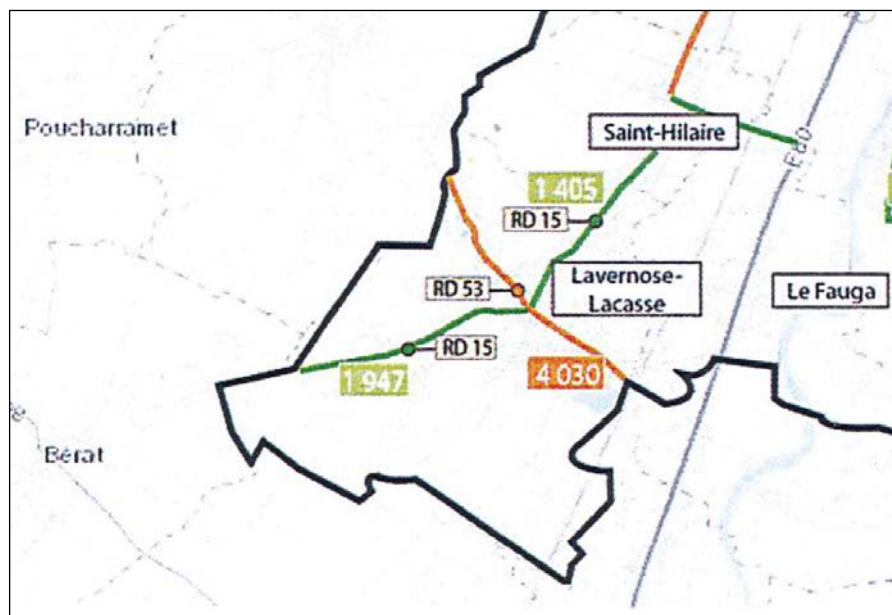 Poucharramet
Saint-Hilaire
E80
1 405
RD 15
Lavernose-
Lacasse
RD 53
Le Fauga
RD 15
1 947
4 030
Bérat